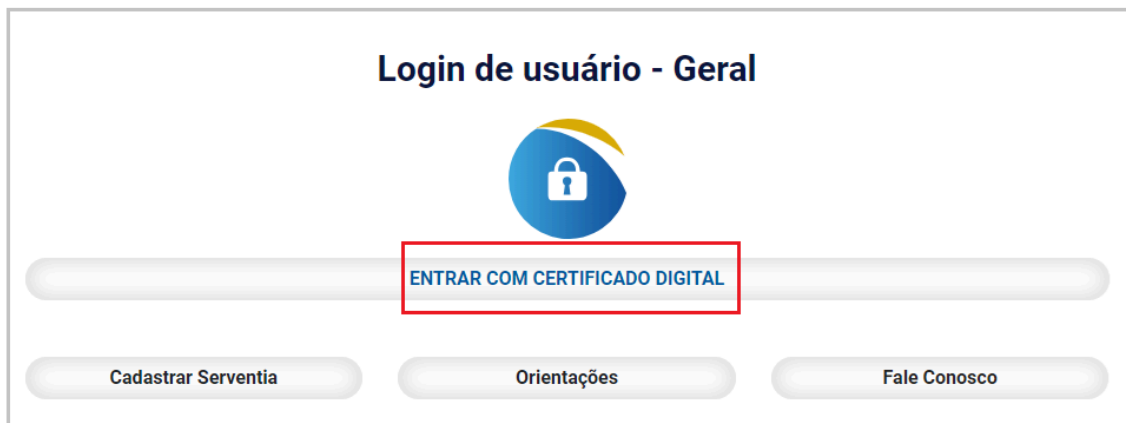 Login de usuário - Geral
ENTRAR COM CERTIFICADO DIGITAL
Cadastrar Serventia
Orientações
Fale Conosco